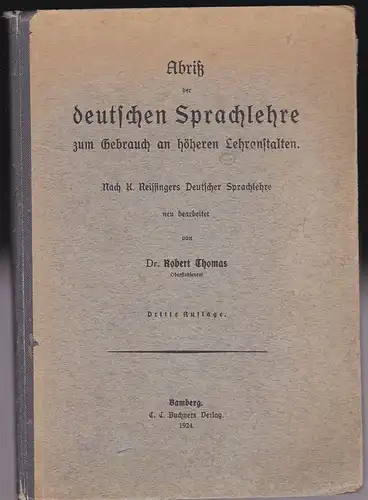 Abriß
der
deutschen Sprachlehre
zum Gebrauch an höheren Lehranstalten.
Nach K. Reissingers Deutscher Sprachlehre
neu bearbeitet
von
Dr. Robert Thomas
Oberstudienrat
Dritte Auflage.
Bamberg.
C. C. Buchners Verlag.
1924.